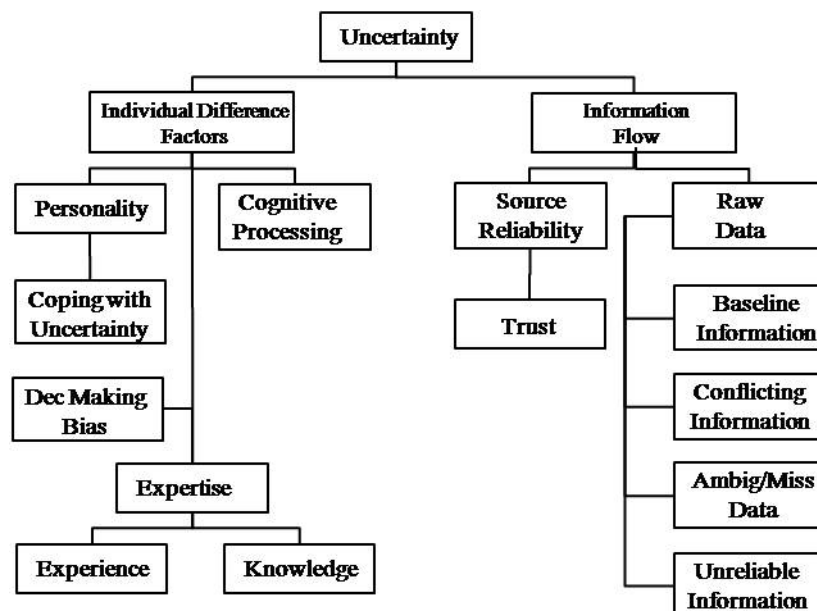 Uncertainty
Individual Difference
Factors
Information
Flow
Personality
Cognitive
Processing
Source
Reliability
Raw
Data
Coping with
Uncertainty
Trust
Baseline
Information
Dec Making
Bias
Conflicting
Information
Expertise
Ambig/Miss
Data
Experience
Knowledge
Unreliable
Information